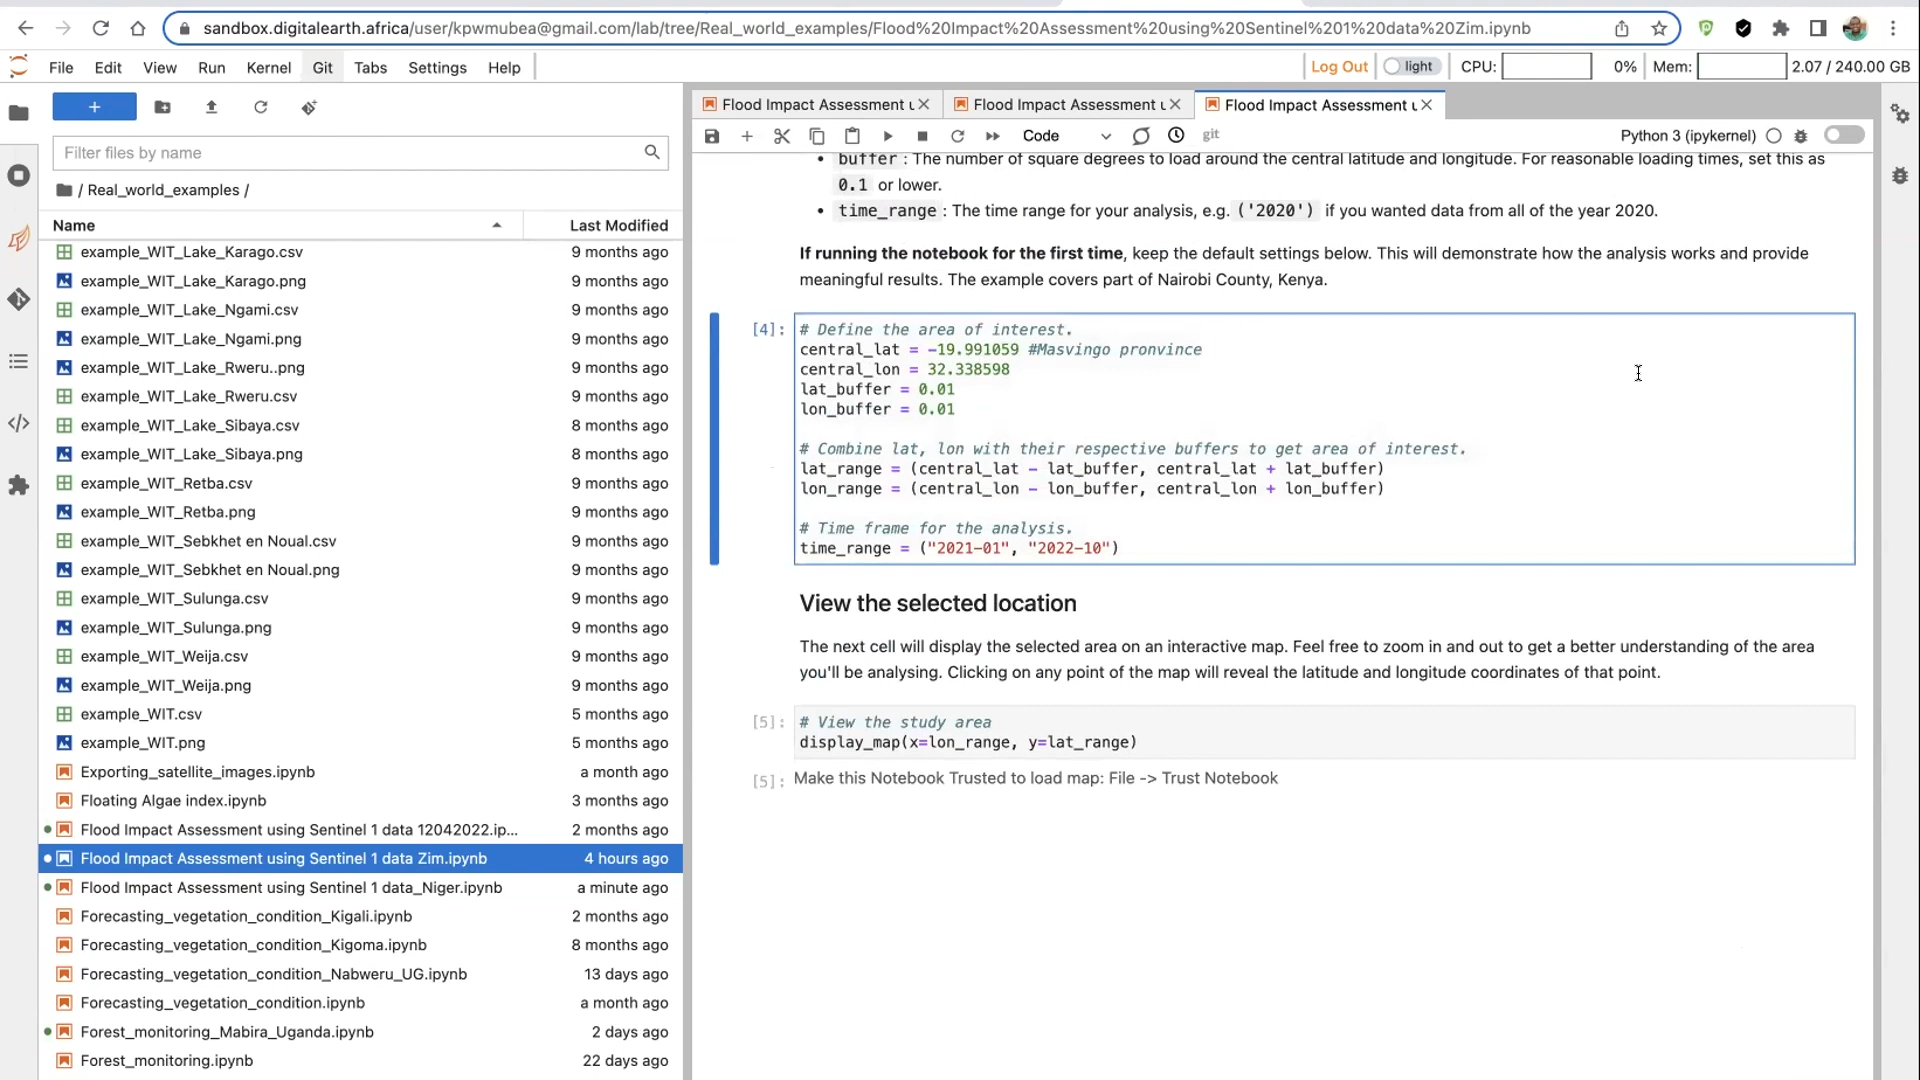 sandbox.digitalearth.africa/user/kpwmubea@gmail.com/lab/tree/Real_world_examples/Flood%20Impact%20Assessment%20using%20Sentinel%201%20data%20Zim.ipynb
File Edit View Run Kernel Git Tabs Settings Help
Log Out light CPU: 0% Mem: 2.07 / 240.00 GB
+
Filter files by name
/ Real_world_examples /
Name Last Modified
example_WIT_Lake_Karago.csv 9 months ago
example_WIT_Lake_Karago.png 9 months ago
example_WIT_Lake_Ngami.csv 9 months ago
example_WIT_Lake_Ngami.png 9 months ago
example_WIT_Lake_Rweru..png 9 months ago
example_WIT_Lake_Rweru.csv 9 months ago
example_WIT_Lake_Sibaya.csv 8 months ago
example_WIT_Lake_Sibaya.png 8 months ago
example_WIT_Retba.csv 9 months ago
example_WIT_Retba.png 9 months ago
example_WIT_Sebkhet en Noual.csv 9 months ago
example_WIT_Sebkhet en Noual.png 9 months ago
example_WIT_Sulunga.csv 9 months ago
example_WIT_Sulunga.png 9 months ago
example_WIT_Weija.csv 9 months ago
example_WIT_Weija.png 9 months ago
example_WIT.csv 5 months ago
example_WIT.png 5 months ago
Exporting_satellite_images.ipynb a month ago
Floating Algae index.ipynb 3 months ago
Flood Impact Assessment using Sentinel 1 data 12042022.ip... 2 months ago
Flood Impact Assessment using Sentinel 1 data Zim.ipynb 4 hours ago
Flood Impact Assessment using Sentinel 1 data_Niger.ipynb a minute ago
Forecasting_vegetation_condition_Kigali.ipynb 2 months ago
Forecasting_vegetation_condition_Kigoma.ipynb 8 months ago
Forecasting_vegetation_condition_Nabweru_UG.ipynb 13 days ago
Forecasting_vegetation_condition.ipynb a month ago
Forest_monitoring_Mabira_Uganda.ipynb 2 days ago
Forest_monitoring.ipynb 22 days ago
Flood Impact Assessment u Flood Impact Assessment u Flood Impact Assessment u
Code git Python 3 (ipykernel)
• buffer : The number of square degrees to load around the central latitude and longitude. For reasonable loading times, set this as
0.1 or lower.
• time_range : The time range for your analysis, e.g. ('2020') if you wanted data from all of the year 2020.
If running the notebook for the first time, keep the default settings below. This will demonstrate how the analysis works and provide
meaningful results. The example covers part of Nairobi County, Kenya.
[4]: # Define the area of interest.
central_lat = -19.991059 #Masvingo pronvince
central_lon = 32.338598
lat_buffer = 0.01
lon_buffer = 0.01
# Combine lat, lon with their respective buffers to get area of interest.
lat_range = (central_lat - lat_buffer, central_lat + lat_buffer)
lon_range = (central_lon - lon_buffer, central_lon + lon_buffer)
# Time frame for the analysis.
time_range = ("2021-01", "2022-10")
View the selected location
The next cell will display the selected area on an interactive map. Feel free to zoom in and out to get a better understanding of the area
you'll be analysing. Clicking on any point of the map will reveal the latitude and longitude coordinates of that point.
[5]: # View the study area
display_map(x=lon_range, y=lat_range)
[5]: Make this Notebook Trusted to load map: File -> Trust Notebook